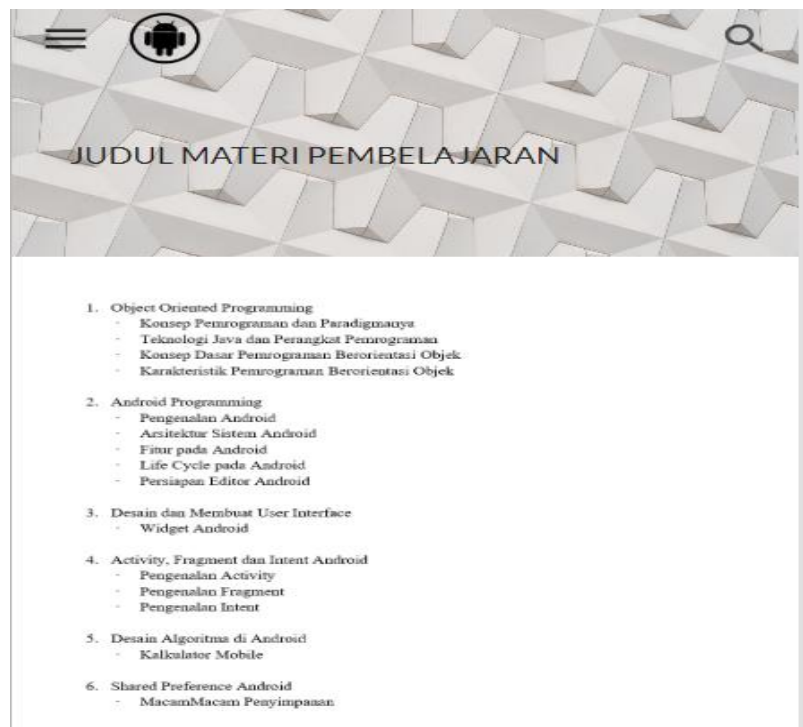 JUDUL MATERI PEMBELAJARAN
1. Object Oriented Programming
- Konsep Pemrograman dan Paradigmanya
- Teknologi Java dan Perangkat Pemrograman
- Konsep Dasar Pemrograman Berorientasi Objek
- Karakteristik Pemrograman Berorientasi Objek
2. Android Programming
- Pengenalan Android
- Arsitektur Sistem Android
- Fitur pada Android
- Life Cycle pada Android
- Persiapan Editor Android
3. Desain dan Membuat User Interface
- Widget Android
4. Activity, Fragment dan Intent Android
- Pengenalan Activity
- Pengenalan Fragment
- Pengenalan Intent
5. Desain Algoritma di Android
- Kalkulator Mobile
6. Shared Preference Android
- MacamMacam Penyimpanan